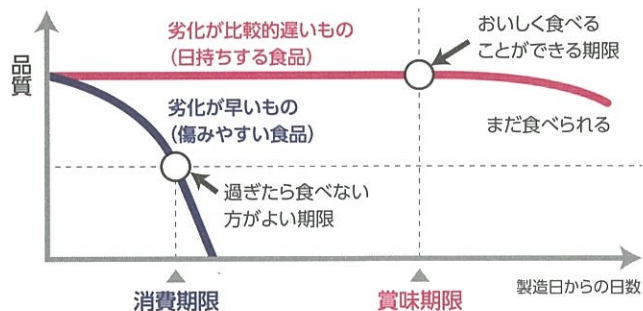 劣化が比較的遅いもの
(日持ちする食品)
おいしく食べる
ことができる期限
品質
劣化が早いもの
(傷みやすい食品)
まだ食べられる
過ぎたら食べない
方がよい期限
消費期限
賞味期限
製造日からの日数